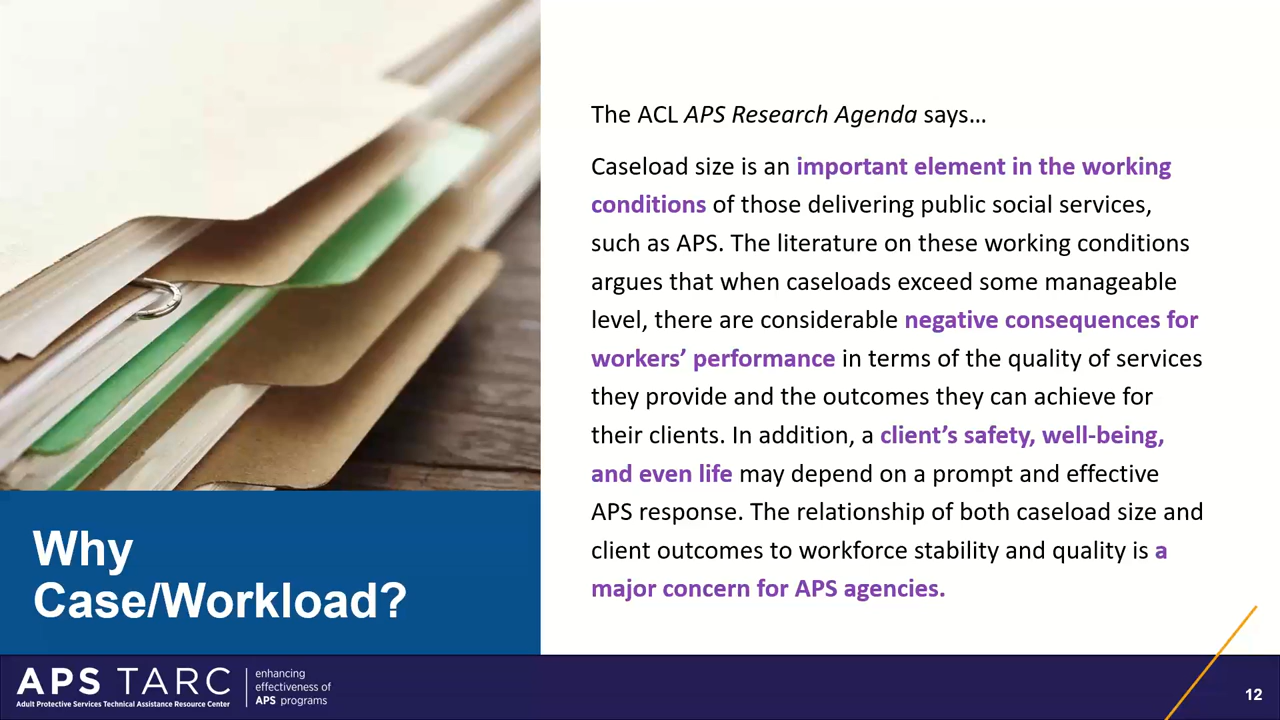 The ACL APS Research Agenda says…
Caseload size is an important element in the working
conditions of those delivering public social services,
such as APS. The literature on these working conditions
argues that when caseloads exceed some manageable
level, there are considerable negative consequences for
workers’ performance in terms of the quality of services
they provide and the outcomes they can achieve for
their clients. In addition, a client’s safety, well-being,
and even life may depend on a prompt and effective
APS response. The relationship of both caseload size and
client outcomes to workforce stability and quality is a
major concern for APS agencies.
Why
Case/Workload?
APS TARC
Adult Protective Services Technical Assistance Resource Center
enhancing
effectiveness of
APS programs
12